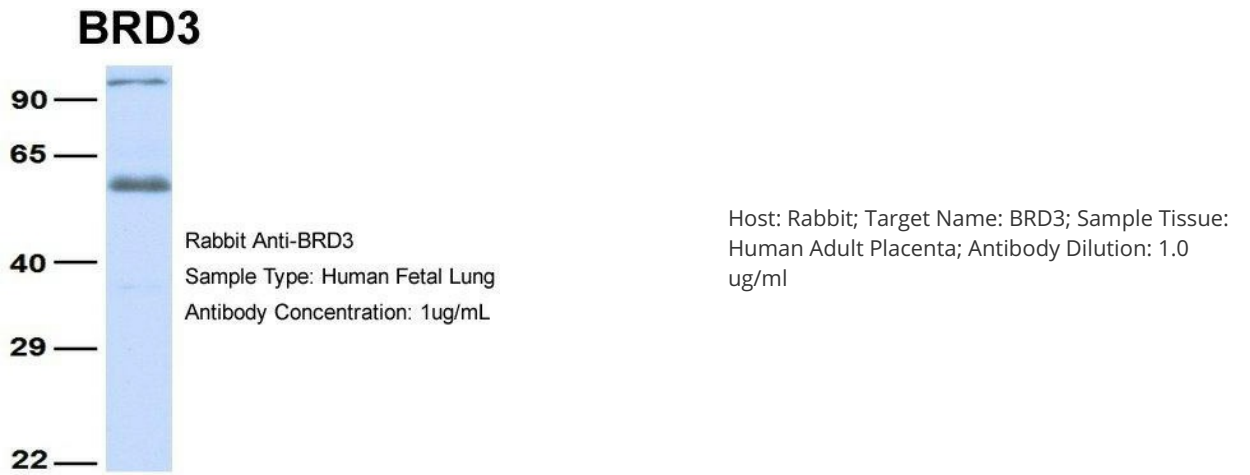 BRD3
90
65
40
29
22
Rabbit Anti-BRD3
Sample Type: Human Fetal Lung
Antibody Concentration: 1ug/mL
Host: Rabbit; Target Name: BRD3; Sample Tissue:
Human Adult Placenta; Antibody Dilution: 1.0
ug/ml